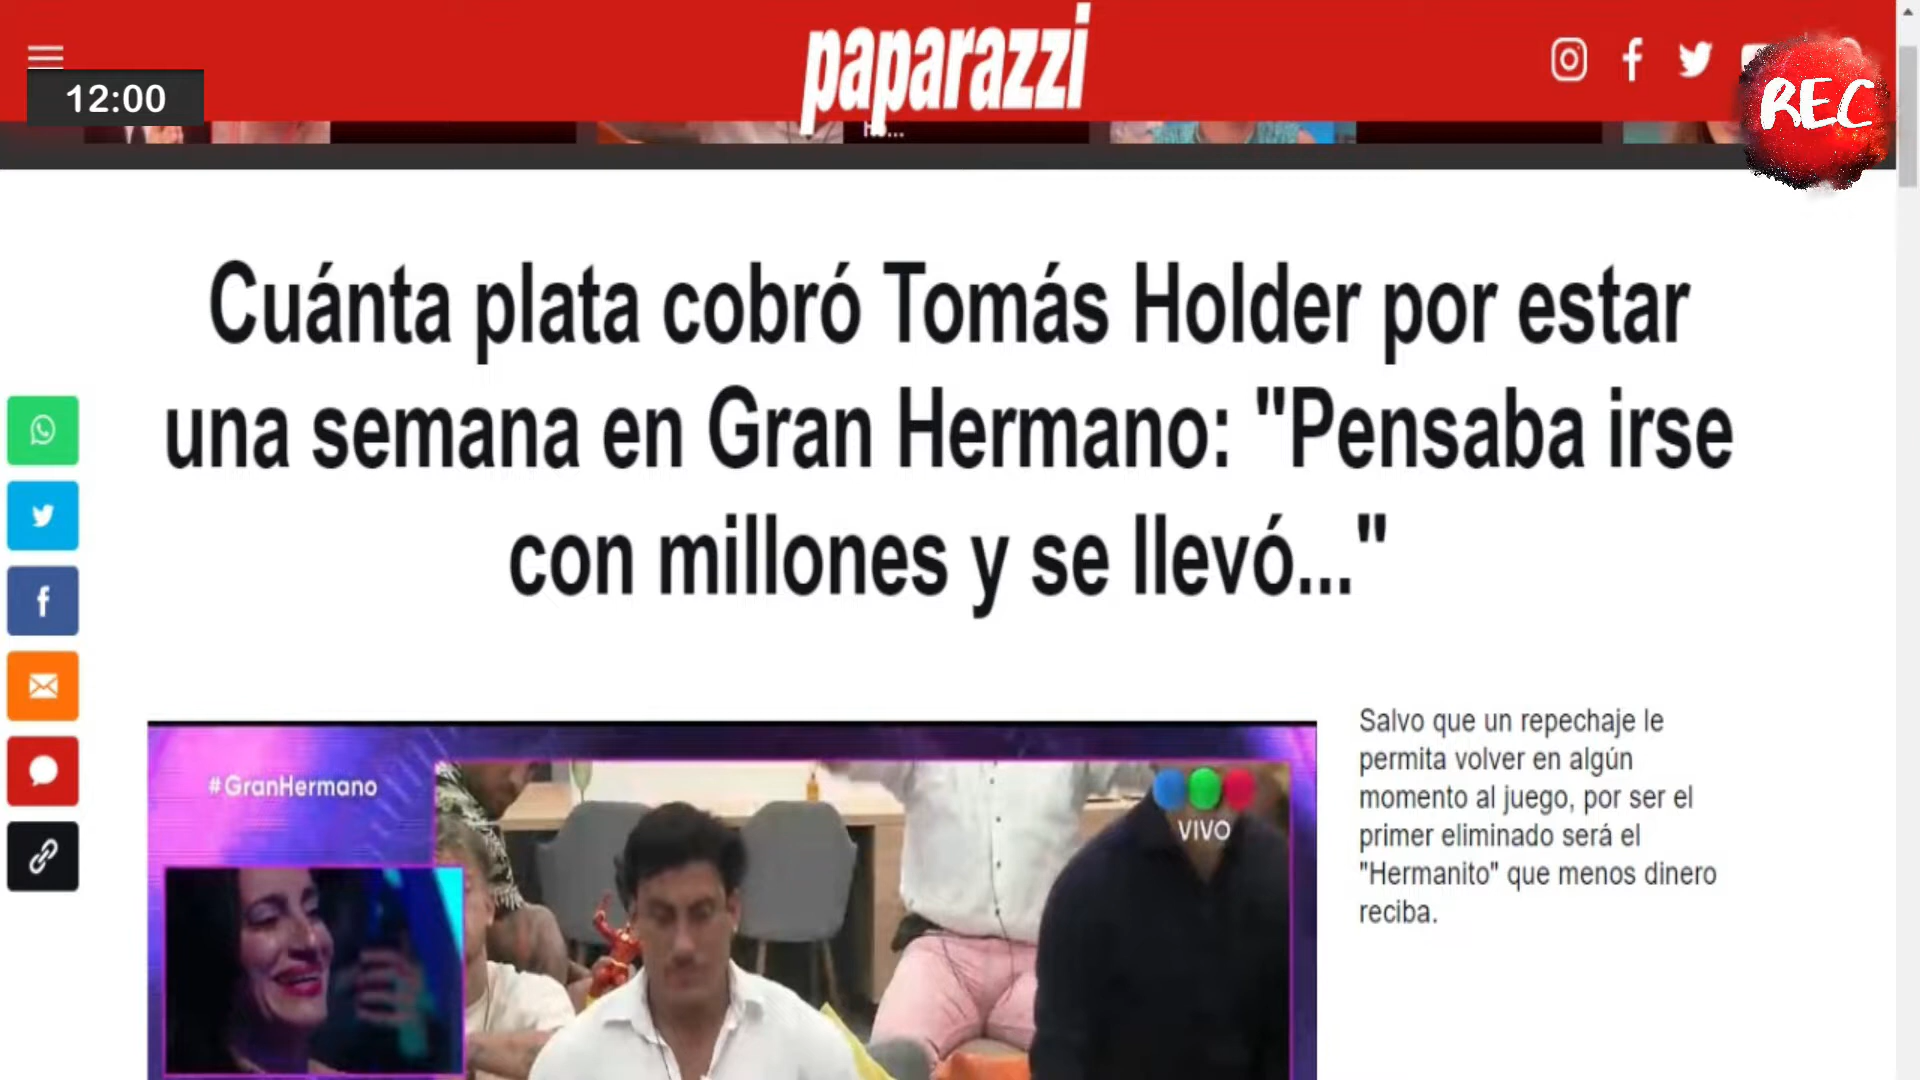 paparazzi
12:00
REC
Cuánta plata cobró Tomás Holder por estar
una semana en Gran Hermano: "Pensaba irse
con millones y se llevó..."
#GranHermano
VIVO
Salvo que un repechaje le
permita volver en algún
momento al juego, por ser el
primer eliminado será el
"Hermanito" que menos dinero
reciba.